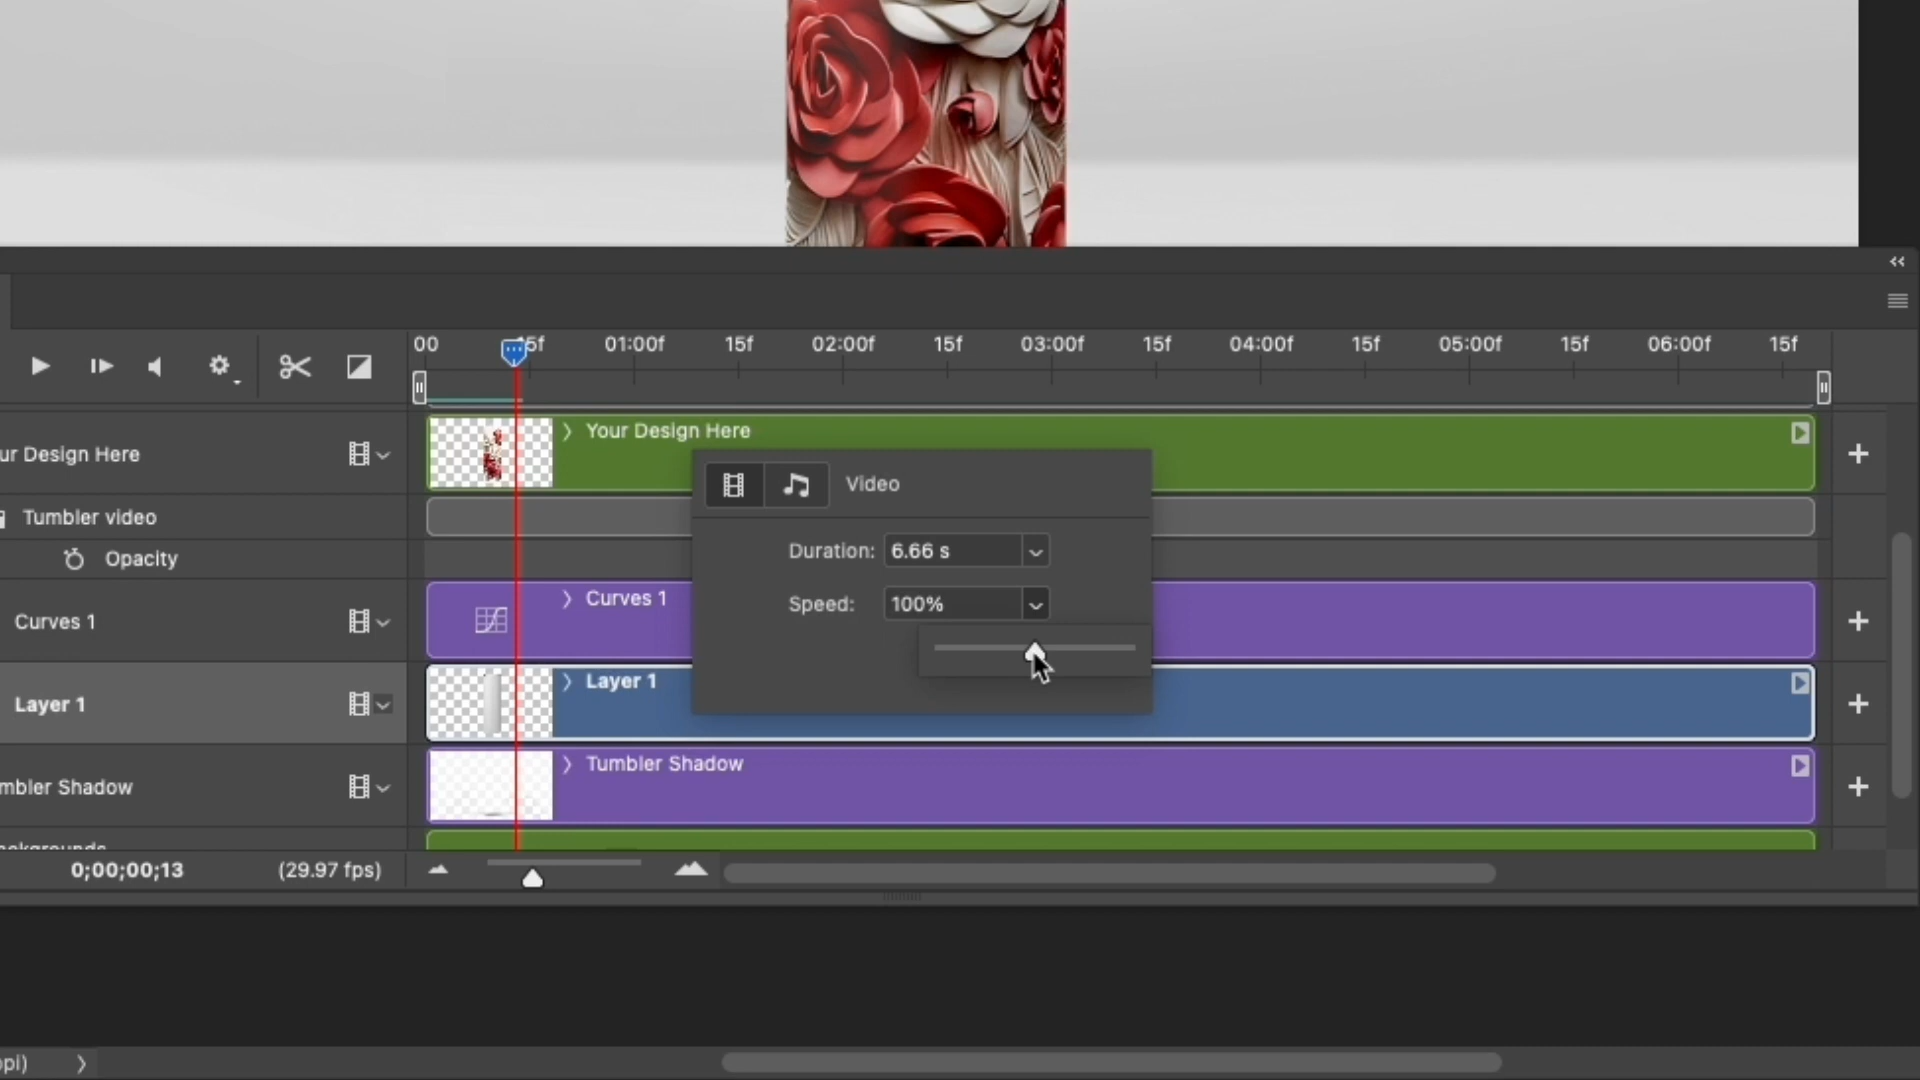 00 15f 01:00f 15f 02:00f 15f 03:00f 15f 04:00f 15f 05:00f 15f 06:00f 15f
ur Design Here
Your Design Here
Video
Tumbler video
Duration: 6.66 s
Opacity
Speed: 100%
Curves 1
Curves 1
Layer 1
Layer 1
mbler Shadow
Tumbler Shadow
0;00;00;13 (29.97 fps)
ppi)